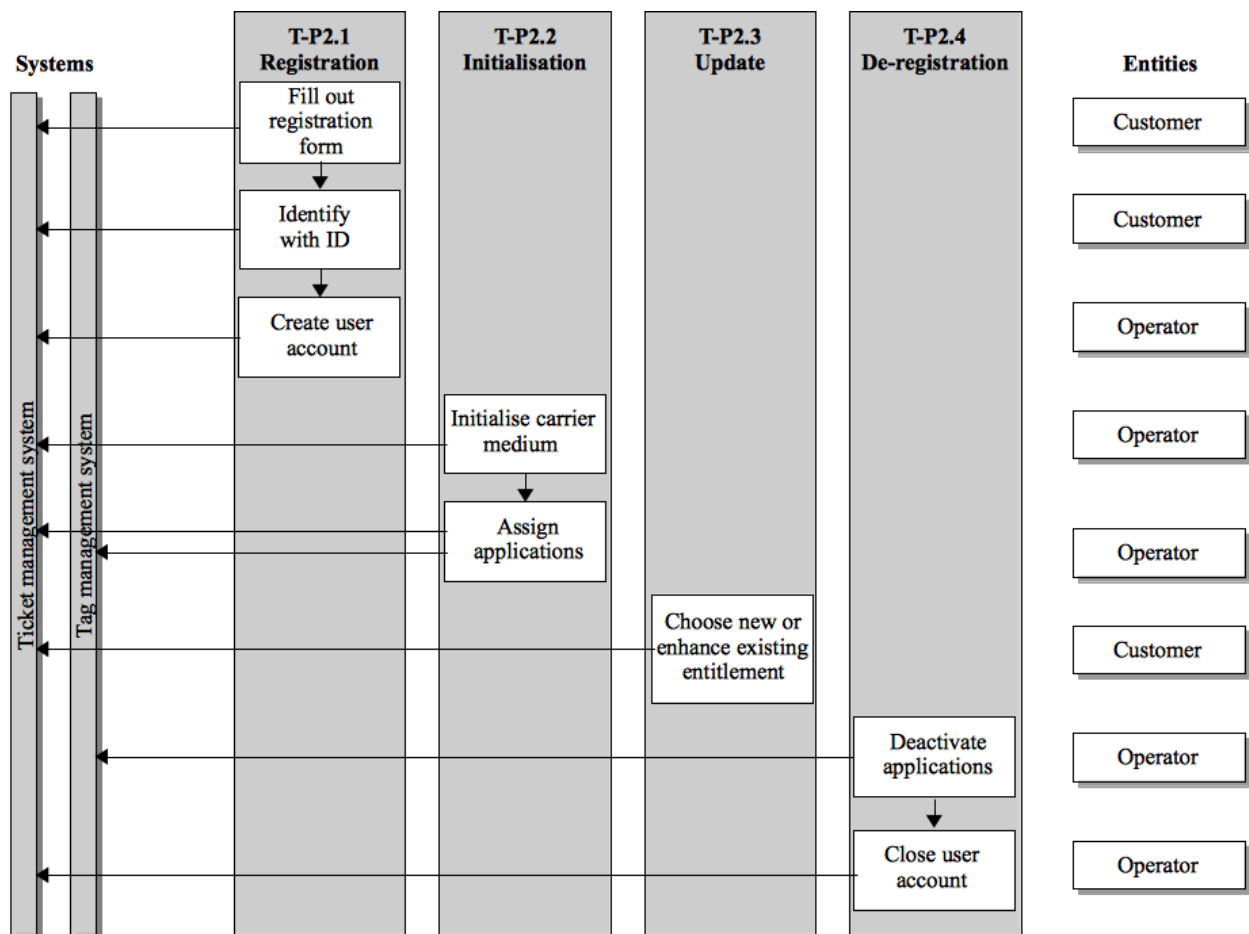 Systems
T-P2.1
Registration
T-P2.2
Initialisation
T-P2.3
Update
T-P2.4
De-registration
Entities
Fill out
registration
form
Customer
Identify
with ID
Customer
Create user
account
Operator
Initialise carrier
medium
Operator
Assign
applications
Operator
Choose new or
enhance existing
entitlement
Customer
Deactivate
applications
Operator
Close user
account
Operator
Ticket management system
Tag management system